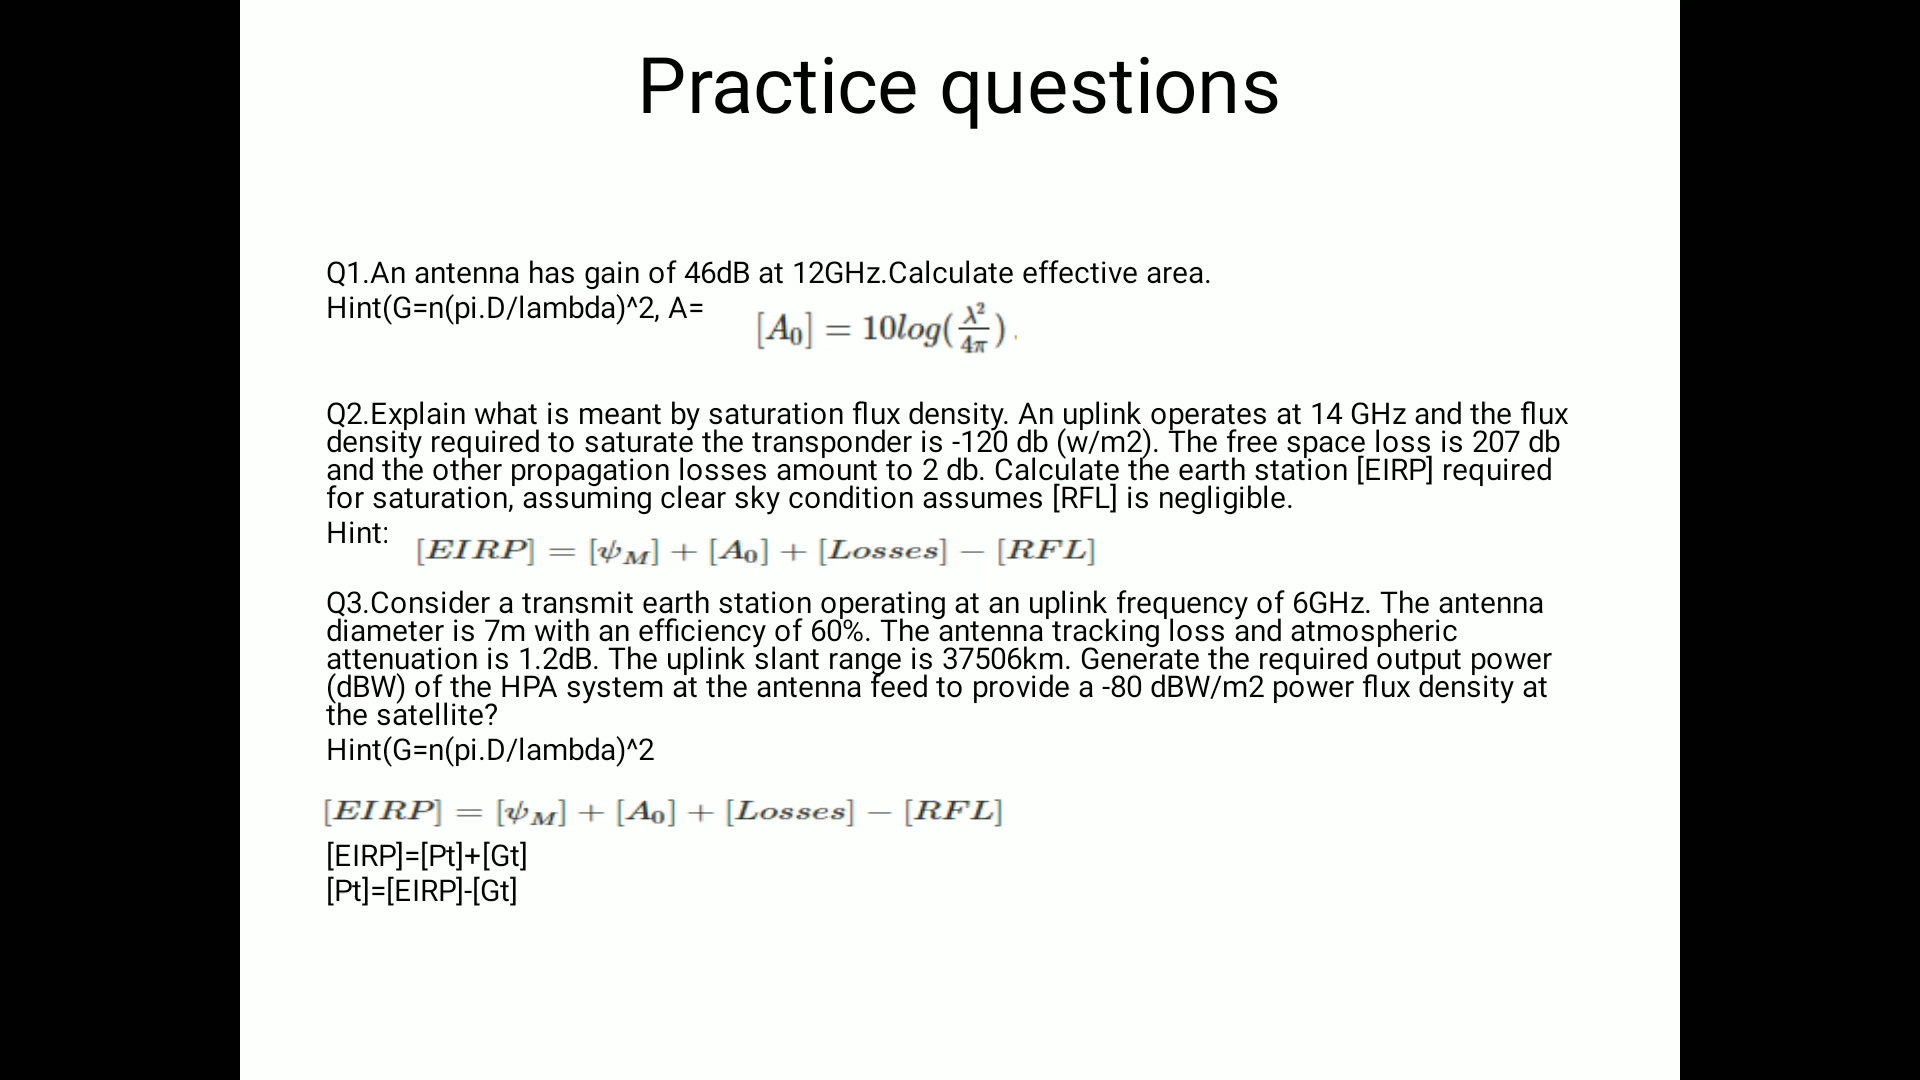 Practice questions
Q1.An antenna has gain of 46dB at 12GHz.Calculate effective area.
Hint(G=n(pi.D/lambda)^2, A= [A₀] = 10log(λ²/4π).
Q2.Explain what is meant by saturation flux density. An uplink operates at 14 GHz and the flux
density required to saturate the transponder is -120 db (w/m2). The free space loss is 207 db
and the other propagation losses amount to 2 db. Calculate the earth station [EIRP] required
for saturation, assuming clear sky condition assumes [RFL] is negligible.
Hint: [EIRP] = [ψ_M] + [A₀] + [Losses] − [RFL]
Q3.Consider a transmit earth station operating at an uplink frequency of 6GHz. The antenna
diameter is 7m with an efficiency of 60%. The antenna tracking loss and atmospheric
attenuation is 1.2dB. The uplink slant range is 37506km. Generate the required output power
(dBW) of the HPA system at the antenna feed to provide a -80 dBW/m2 power flux density at
the satellite?
Hint(G=n(pi.D/lambda)^2
[EIRP] = [ψ_M] + [A₀] + [Losses] − [RFL]
[EIRP]=[Pt]+[Gt]
[Pt]=[EIRP]-[Gt]